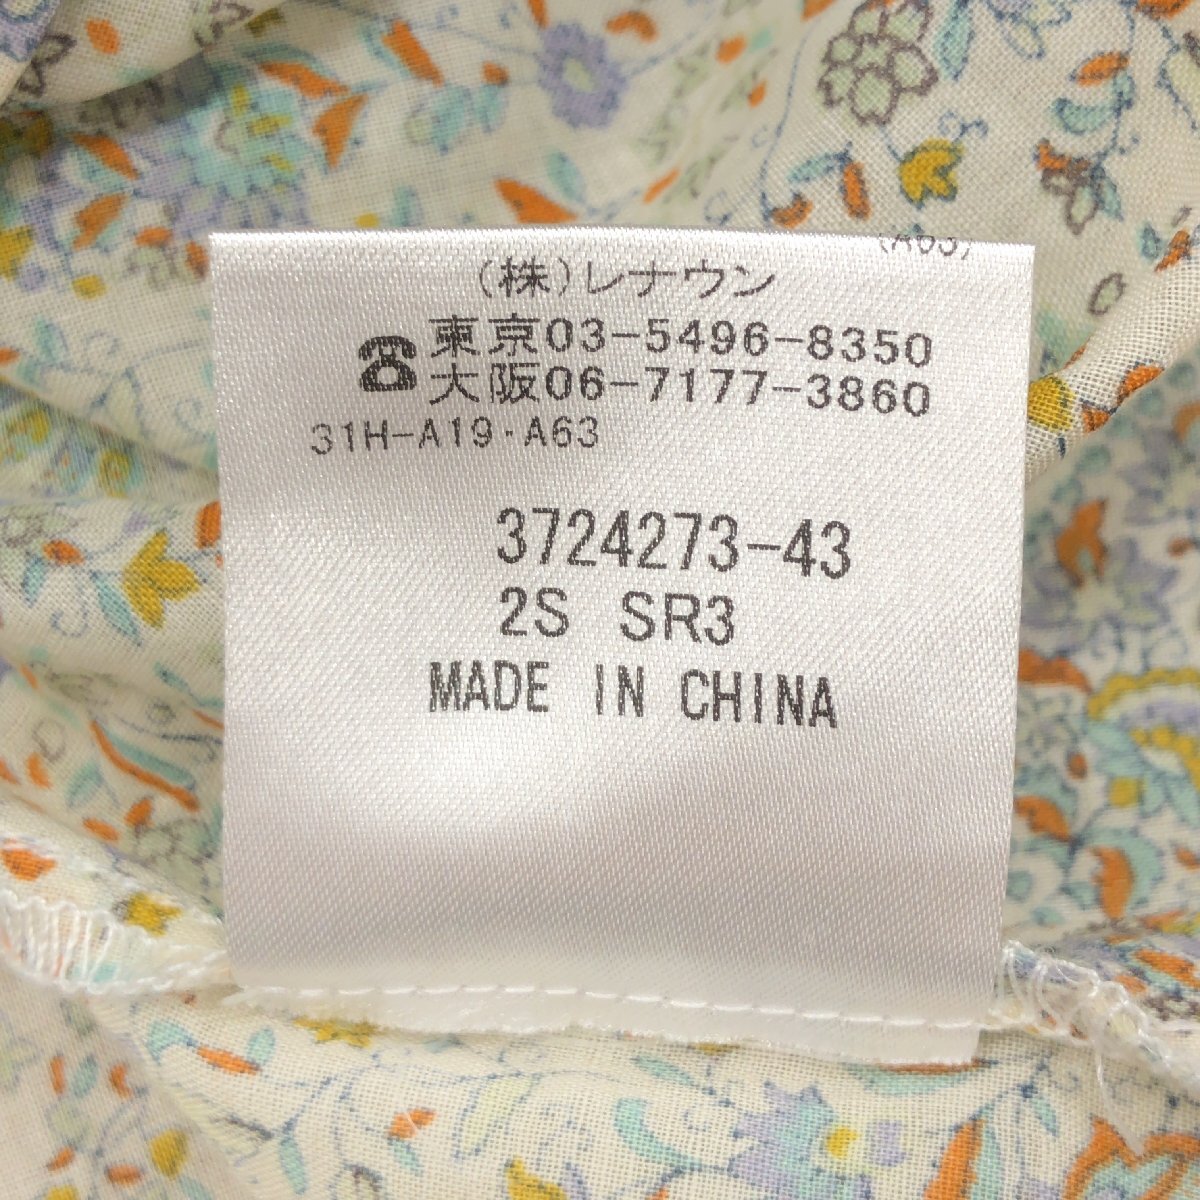 (A63)
(株)レナウン
☎東京03-5496-8350
大阪06-7177-3860
31H-A19・A63
3724273-43
2S SR3
MADE IN CHINA